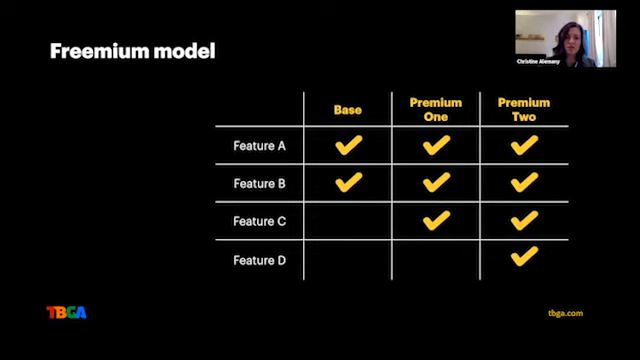 Freemium model
Christine Alemany
Base
Premium
One
Premium
Two
Feature A
Feature B
Feature C
Feature D
TBGA
tbga.com